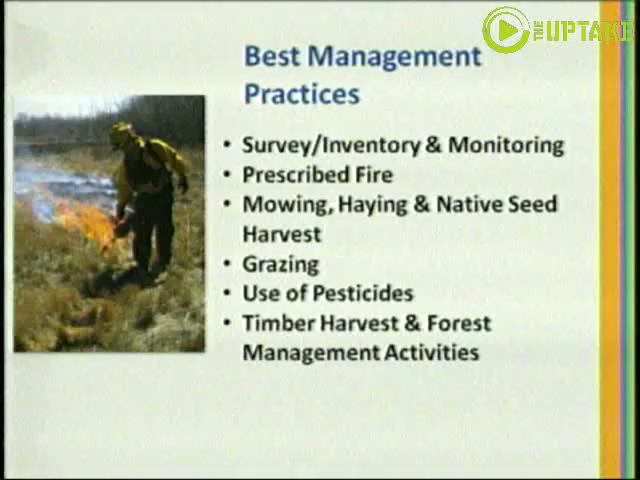 THE UPTAKE
Best Management
Practices
• Survey/Inventory & Monitoring
• Prescribed Fire
• Mowing, Haying & Native Seed
Harvest
• Grazing
• Use of Pesticides
• Timber Harvest & Forest
Management Activities